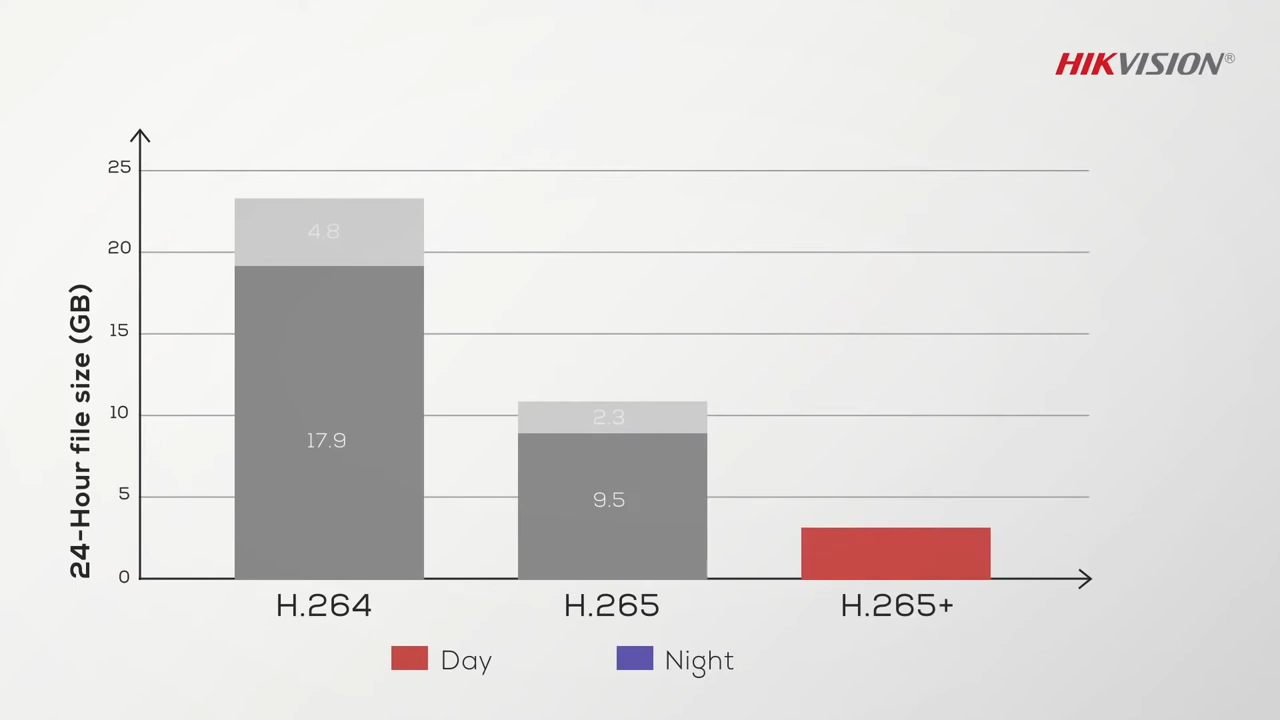 HIKVISION®
25
20
15
10
5
0
24-Hour file size (GB)
4.8
17.9
2.3
9.5
H.264
H.265
H.265+
Day
Night